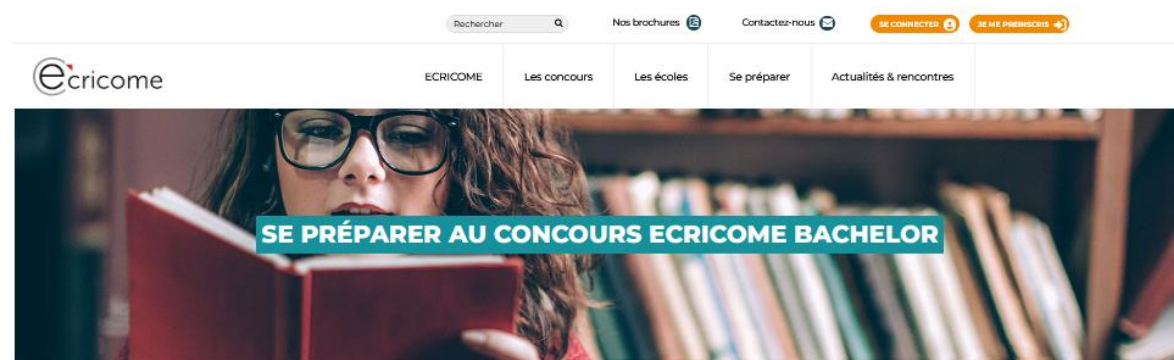 Rechercher
Nos brochures
Contactez-nous
SE CONNECTER
JE ME PREINSCRIS
ecricome
ECRICOME
Les concours
Les écoles
Se préparer
Actualités & rencontres
SE PRÉPARER AU CONCOURS ECRICOME BACHELOR